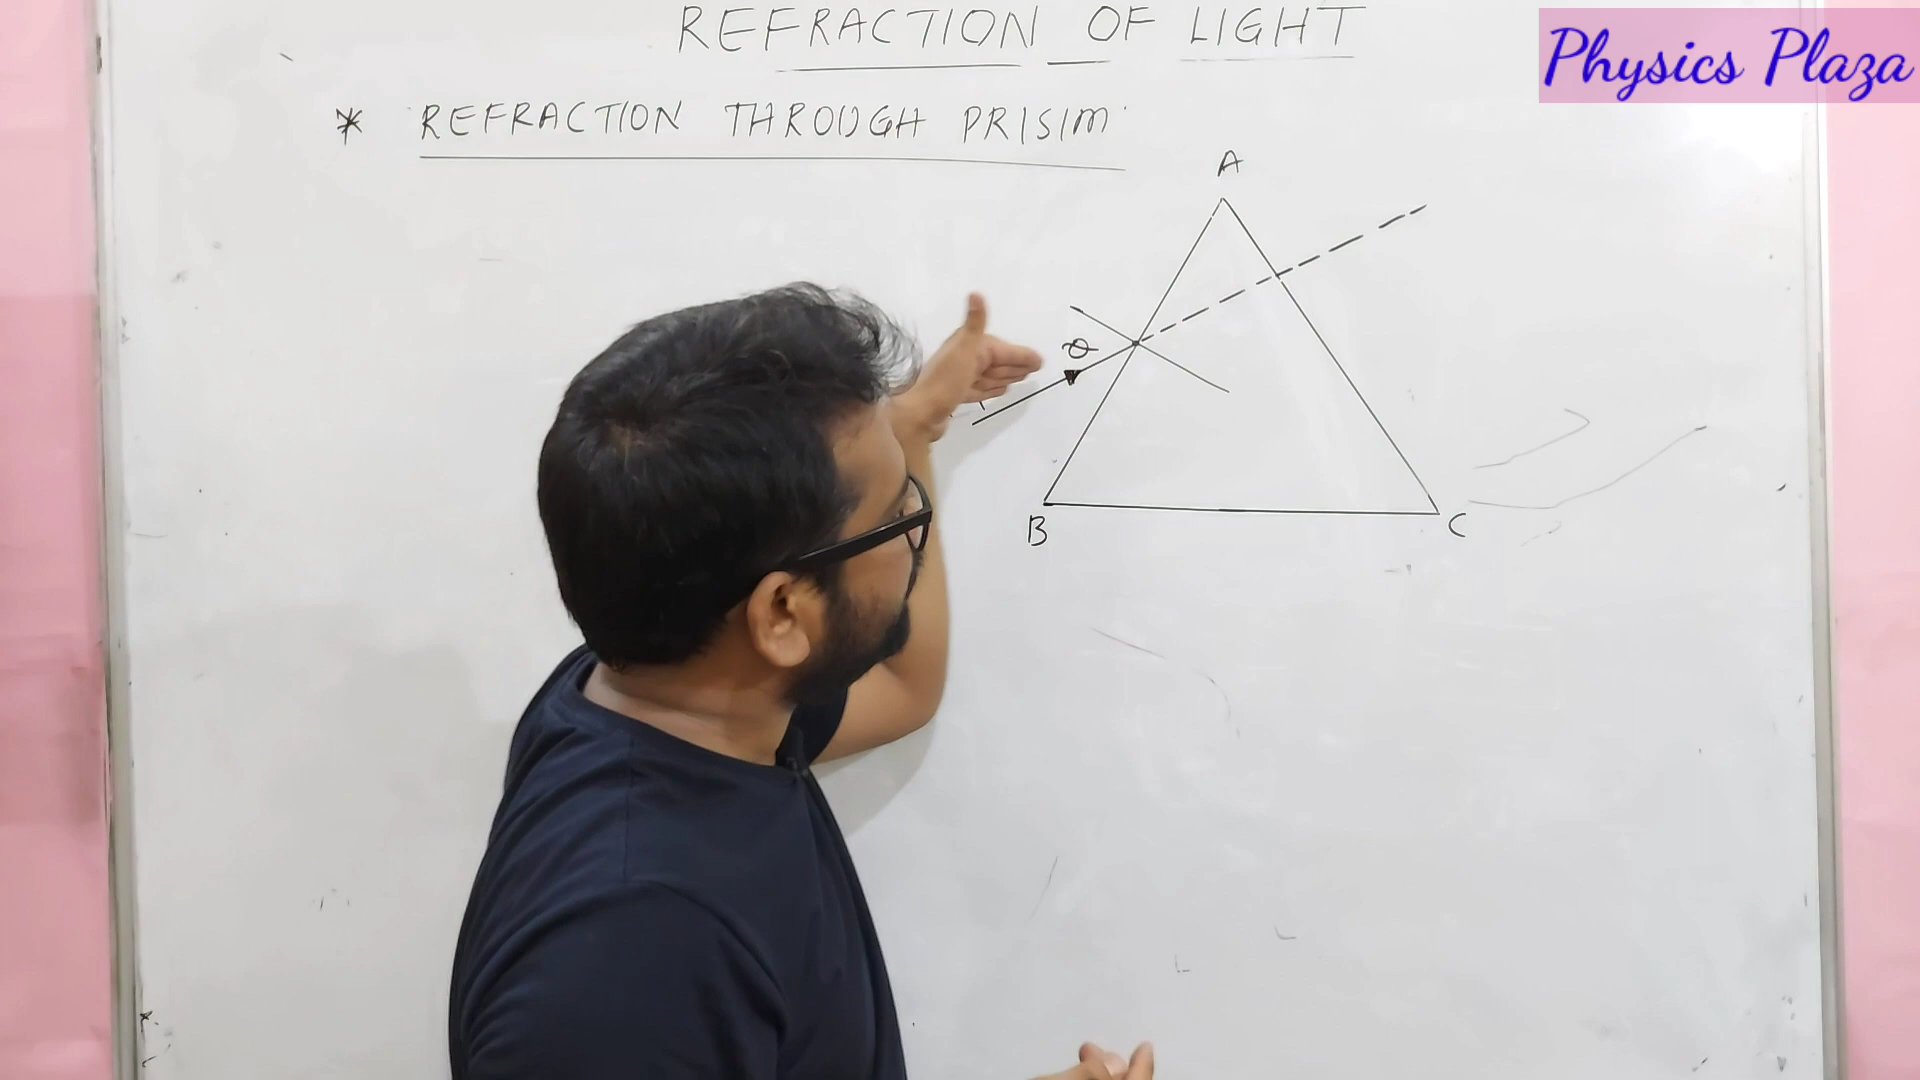 REFRACTION OF LIGHT
Physics Plaza
* REFRACTION THROUGH PRISIM
A
B
C